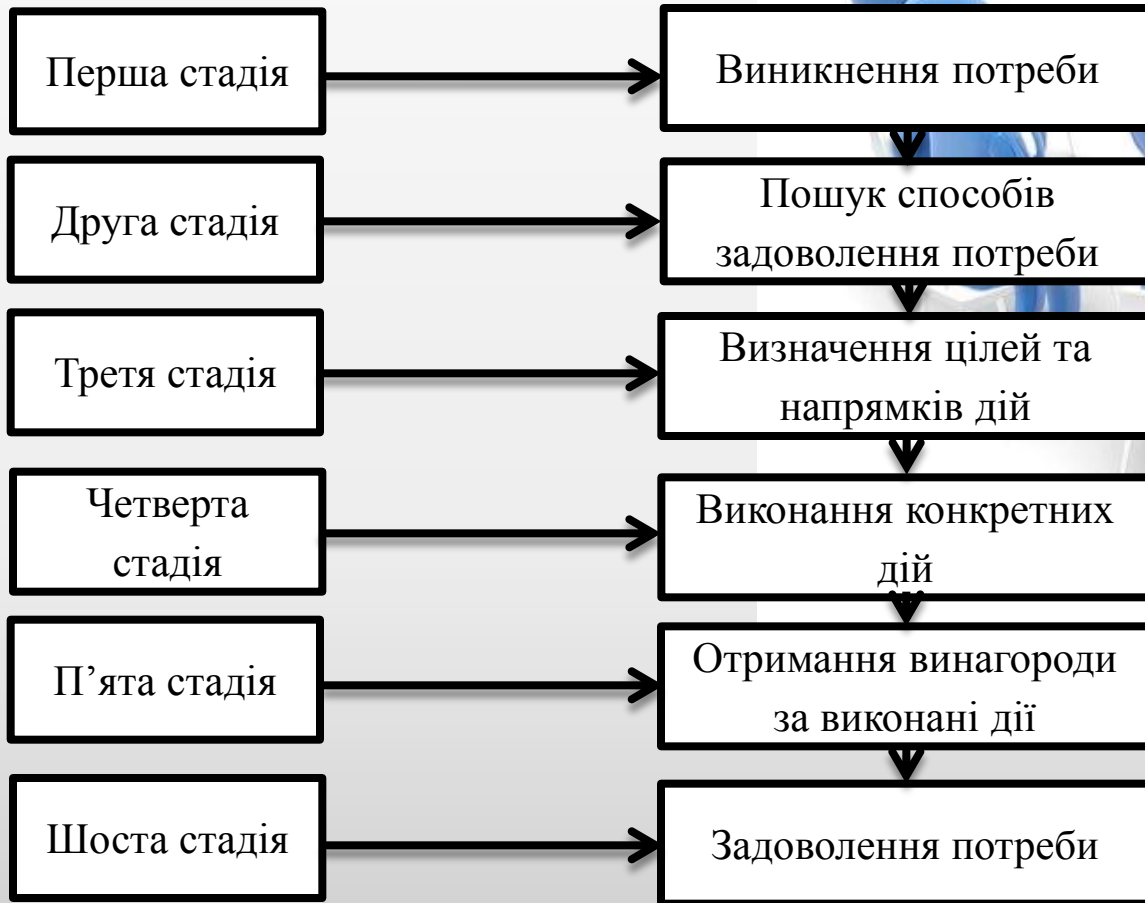 Перша стадія
Виникнення потреби
Друга стадія
Пошук способів
задоволення потреби
Третя стадія
Визначення цілей та
напрямків дій
Четверта
стадія
Виконання конкретних
дій
П’ята стадія
Отримання винагороди
за виконані дії
Шоста стадія
Задоволення потреби